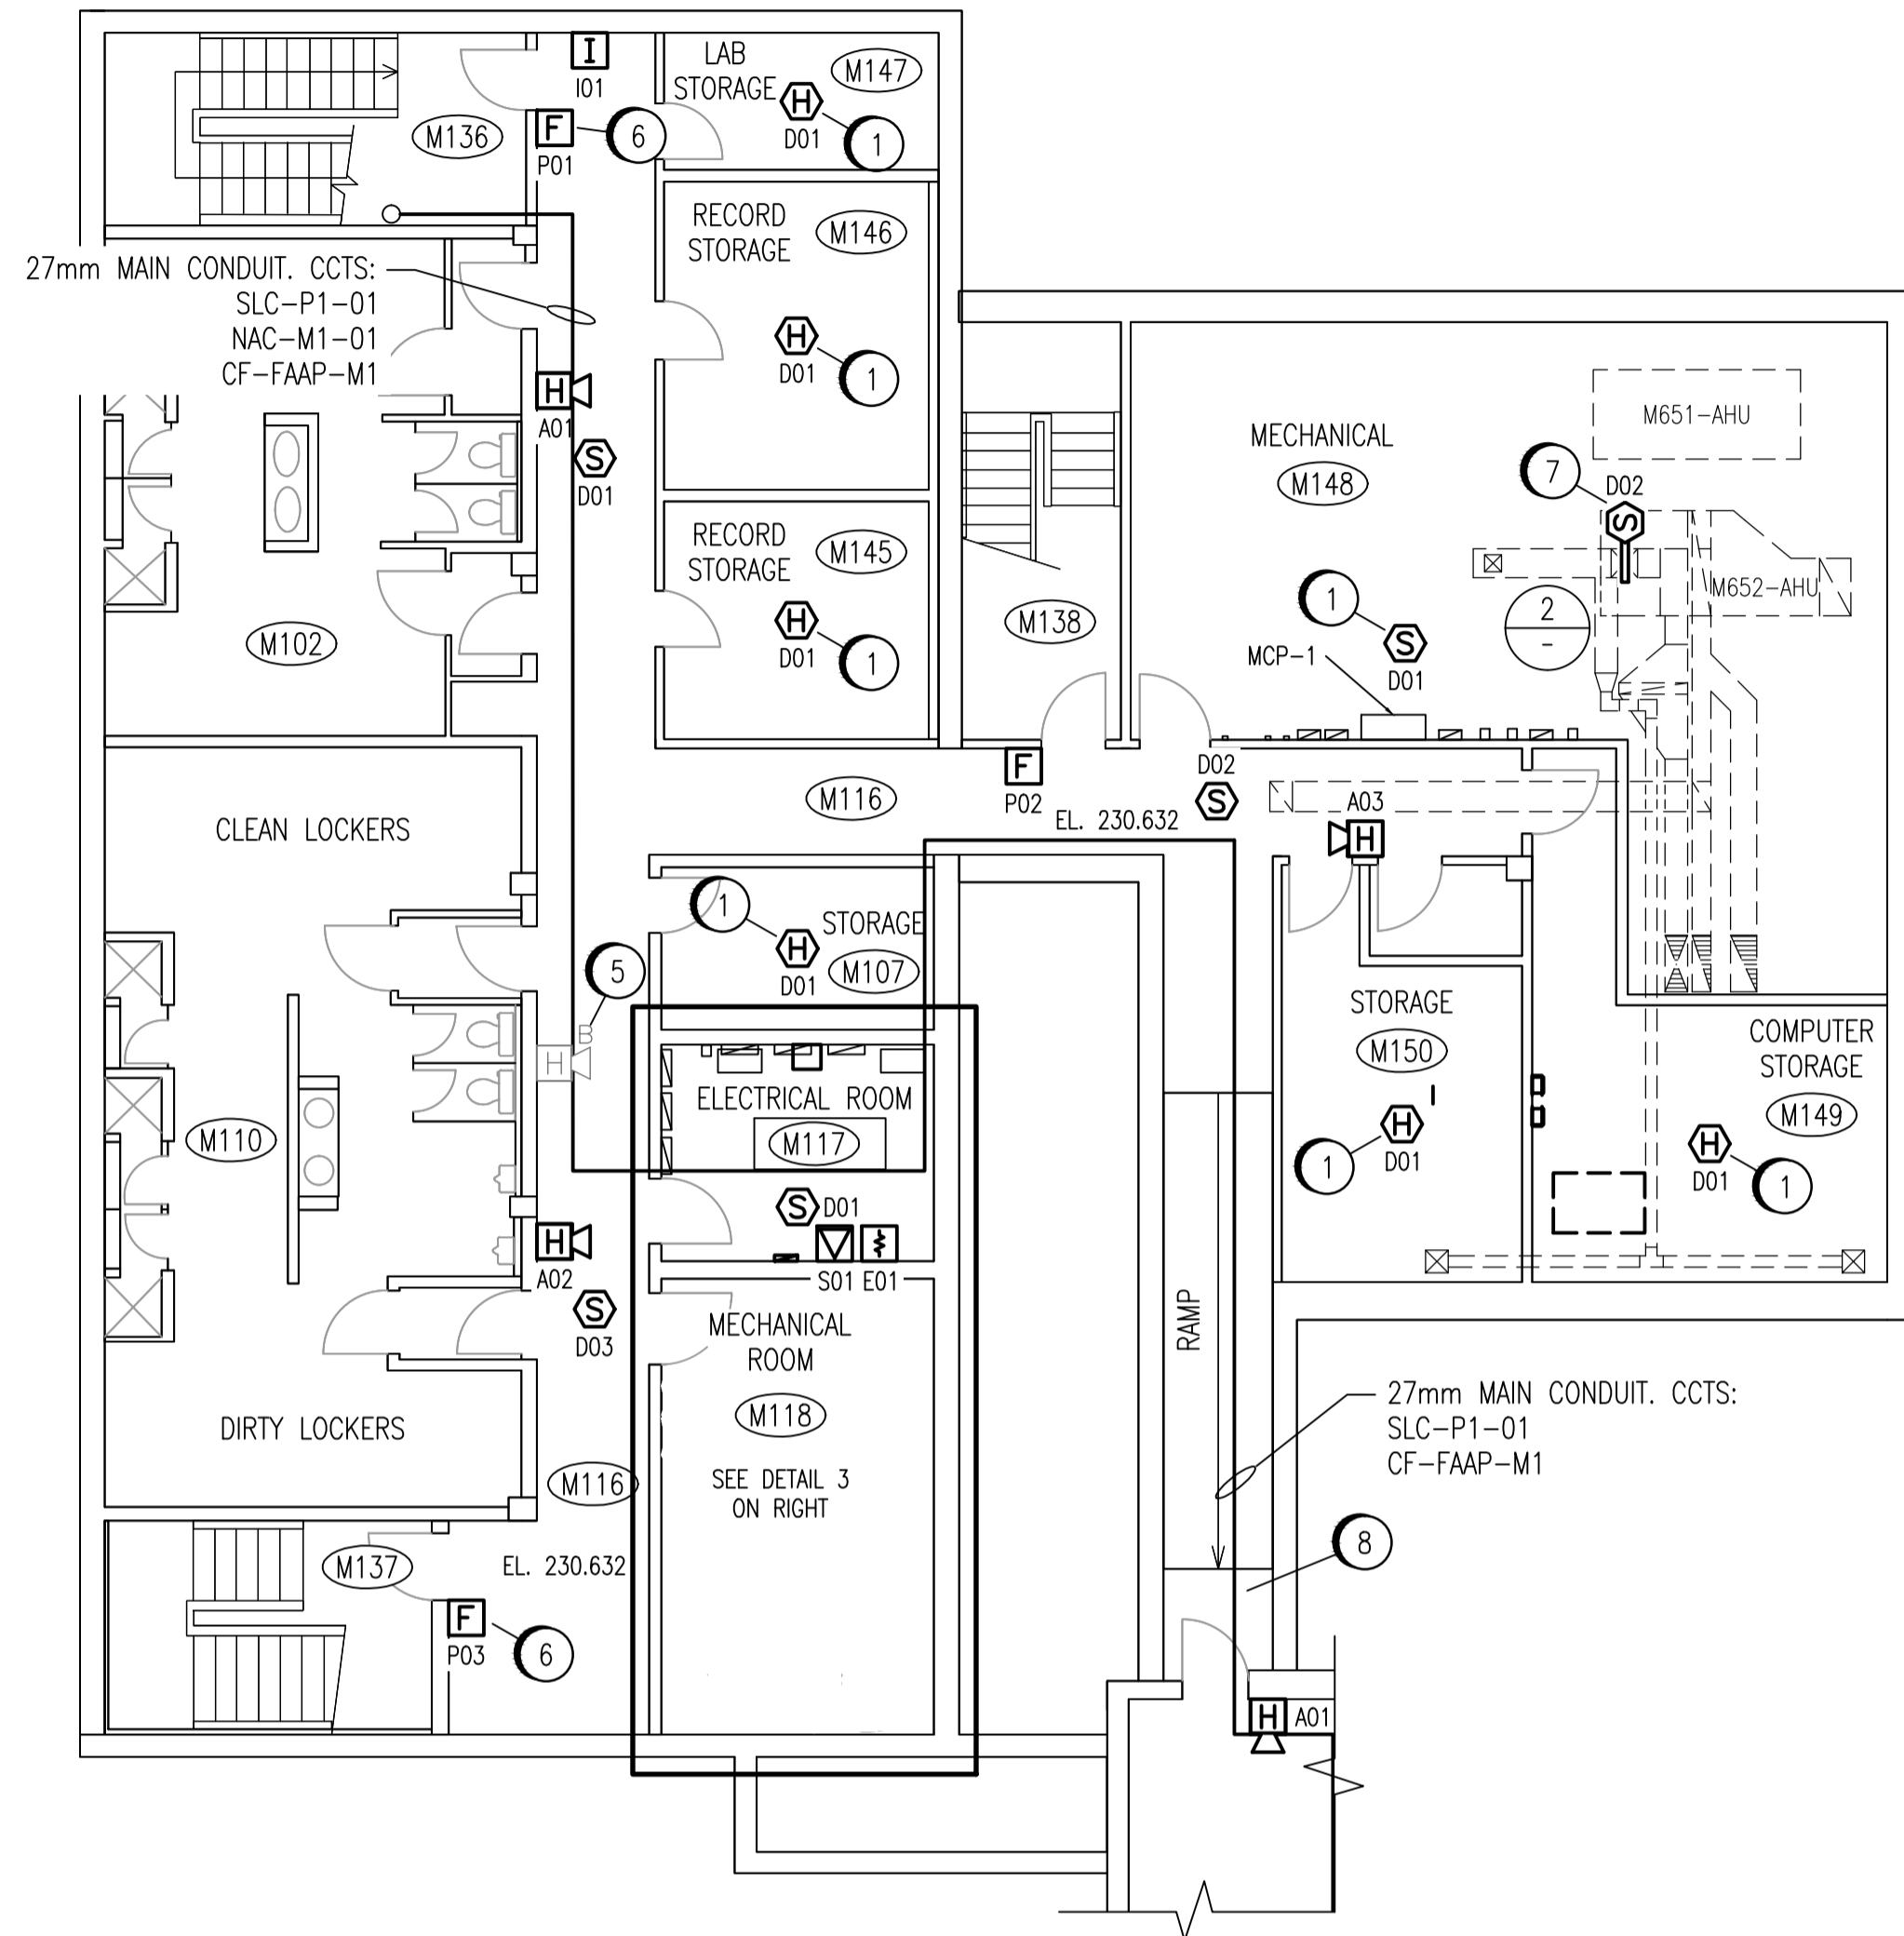 LAB
STORAGE
M147
I
I01
H
D01
1
F
P01
6
M136
RECORD
STORAGE
M146
27mm MAIN CONDUIT. CCTS:
SLC-P1-01
NAC-M1-01
CF-FAAP-M1
H
D01
1
H
A01
S
D01
MECHANICAL
M148
M651-AHU
7
D02
S
RECORD
STORAGE
M145
M652-AHU
1
2
-
H
D01
1
M138
M102
MCP-1
S
D01
F
P02
D02
S
M116
EL. 230.632
A03
H
CLEAN LOCKERS
1
STORAGE
H
D01
M107
5
B
H
STORAGE
M150
COMPUTER
STORAGE
M149
ELECTRICAL ROOM
M117
M110
H
D01
1
H
D01
1
S
D01
H
A02
S01
E01
S
D03
MECHANICAL
ROOM
RAMP
M118
27mm MAIN CONDUIT. CCTS:
SLC-P1-01
CF-FAAP-M1
DIRTY LOCKERS
M116
SEE DETAIL 3
ON RIGHT
M137
EL. 230.632
8
F
P03
6
H
A01